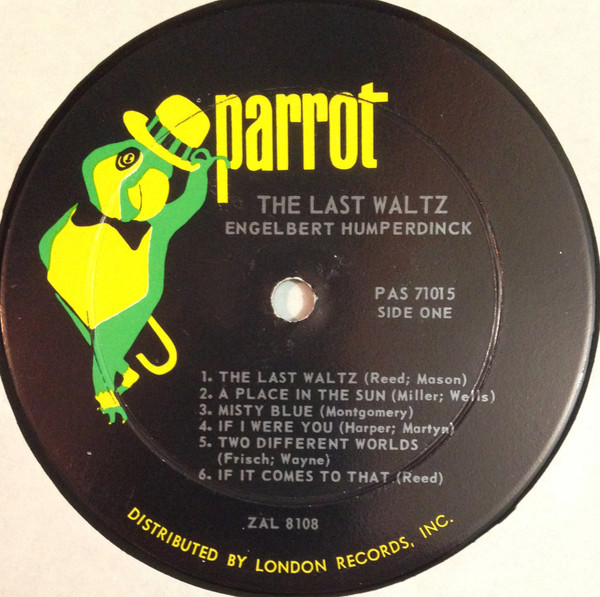 parrot
THE LAST WALTZ
ENGELBERT HUMPERDINCK
PAS 71015
SIDE ONE
1. THE LAST WALTZ (Reed; Mason)
2. A PLACE IN THE SUN (Miller; Wells)
3. MISTY BLUE (Montgomery)
4. IF I WERE YOU (Harper; Martyn)
5. TWO DIFFERENT WORLDS
(Frisch; Wayne)
6. IF IT COMES TO THAT (Reed)
ZAL 8108
DISTRIBUTED BY LONDON RECORDS, INC.